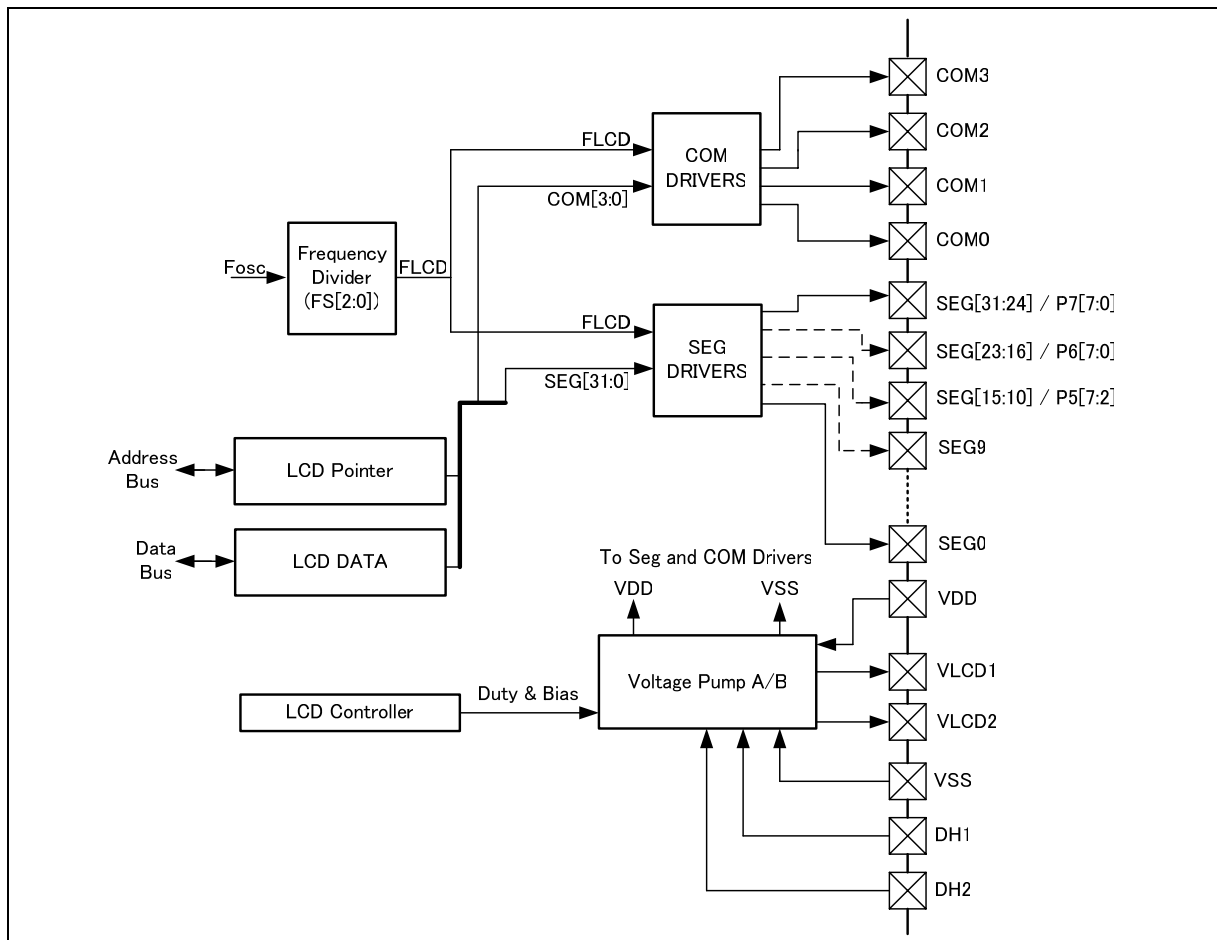 COM3
COM2
COM1
COM0
FLCD
COM[3:0]
COM
DRIVERS
Fosc
Frequency
Divider
(FS[2:0])
FLCD
FLCD
SEG[31:0]
SEG
DRIVERS
SEG[31:24] / P7[7:0]
SEG[23:16] / P6[7:0]
SEG[15:10] / P5[7:2]
SEG9
SEG0
Address
Bus
LCD Pointer
Data
Bus
LCD DATA
To Seg and COM Drivers
VDD
VSS
Voltage Pump A/B
LCD Controller
Duty & Bias
VDD
VLCD1
VLCD2
VSS
DH1
DH2